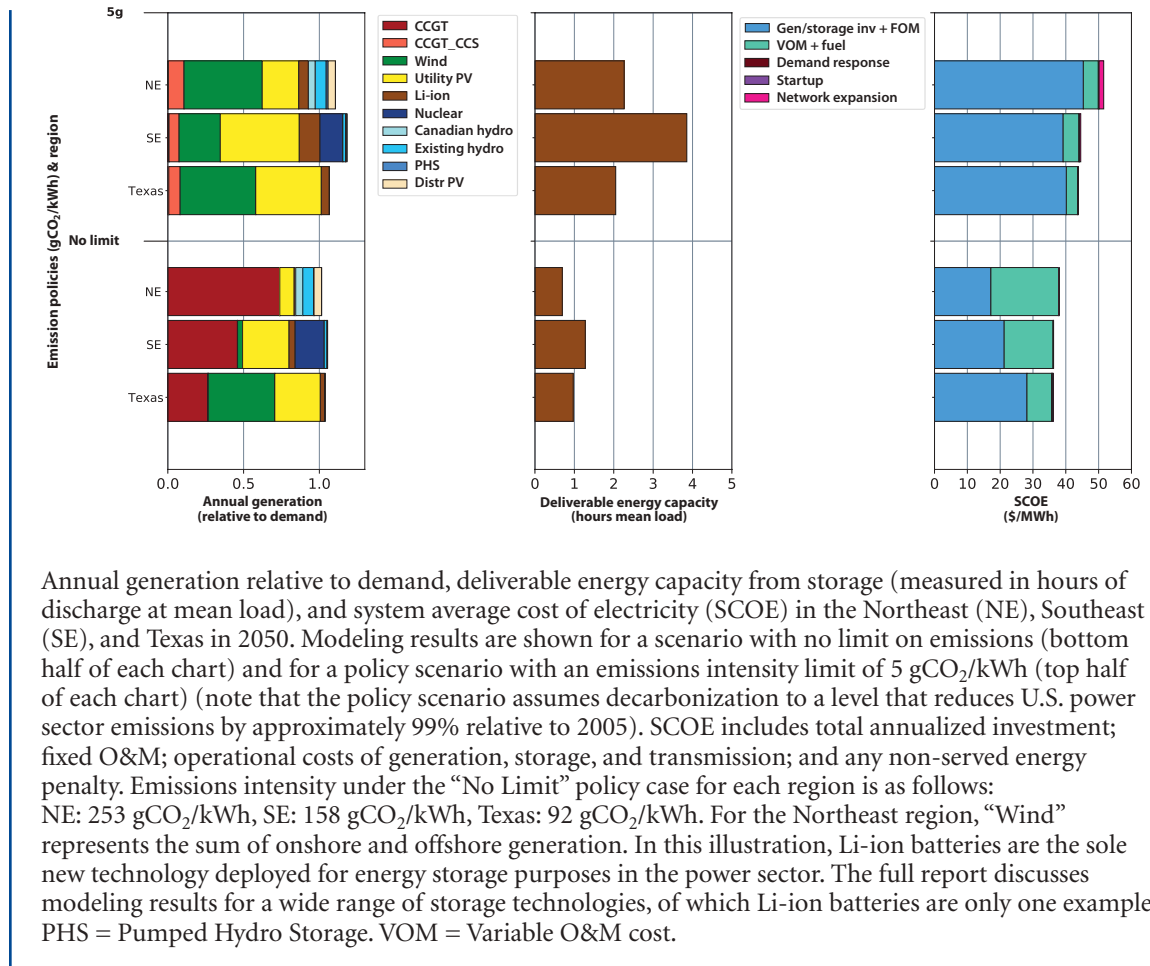 5g
NE
SE
Texas
No limit
NE
SE
Texas
Emission policies (gCO₂/kWh) & region
0.0 0.5 1.0
Annual generation
(relative to demand)
CCGT
CCGT_CCS
Wind
Utility PV
Li-ion
Nuclear
Canadian hydro
Existing hydro
PHS
Distr PV
0 1 2 3 4 5
Deliverable energy capacity
(hours mean load)
Gen/storage inv + FOM
VOM + fuel
Demand response
Startup
Network expansion
0 10 20 30 40 50 60
SCOE
($/MWh)
Annual generation relative to demand, deliverable energy capacity from storage (measured in hours of
discharge at mean load), and system average cost of electricity (SCOE) in the Northeast (NE), Southeast
(SE), and Texas in 2050. Modeling results are shown for a scenario with no limit on emissions (bottom
half of each chart) and for a policy scenario with an emissions intensity limit of 5 gCO₂/kWh (top half
of each chart) (note that the policy scenario assumes decarbonization to a level that reduces U.S. power
sector emissions by approximately 99% relative to 2005). SCOE includes total annualized investment;
fixed O&M; operational costs of generation, storage, and transmission; and any non-served energy
penalty. Emissions intensity under the “No Limit” policy case for each region is as follows:
NE: 253 gCO₂/kWh, SE: 158 gCO₂/kWh, Texas: 92 gCO₂/kWh. For the Northeast region, “Wind”
represents the sum of onshore and offshore generation. In this illustration, Li-ion batteries are the sole
new technology deployed for energy storage purposes in the power sector. The full report discusses
modeling results for a wide range of storage technologies, of which Li-ion batteries are only one example
PHS = Pumped Hydro Storage. VOM = Variable O&M cost.